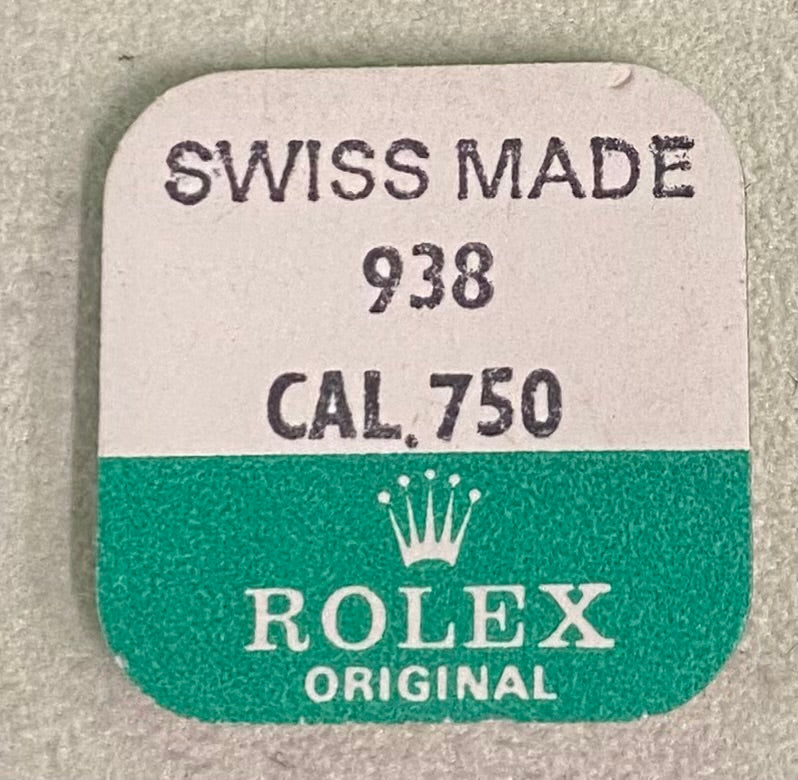 SWISS MADE
938
CAL. 750
ROLEX
ORIGINAL